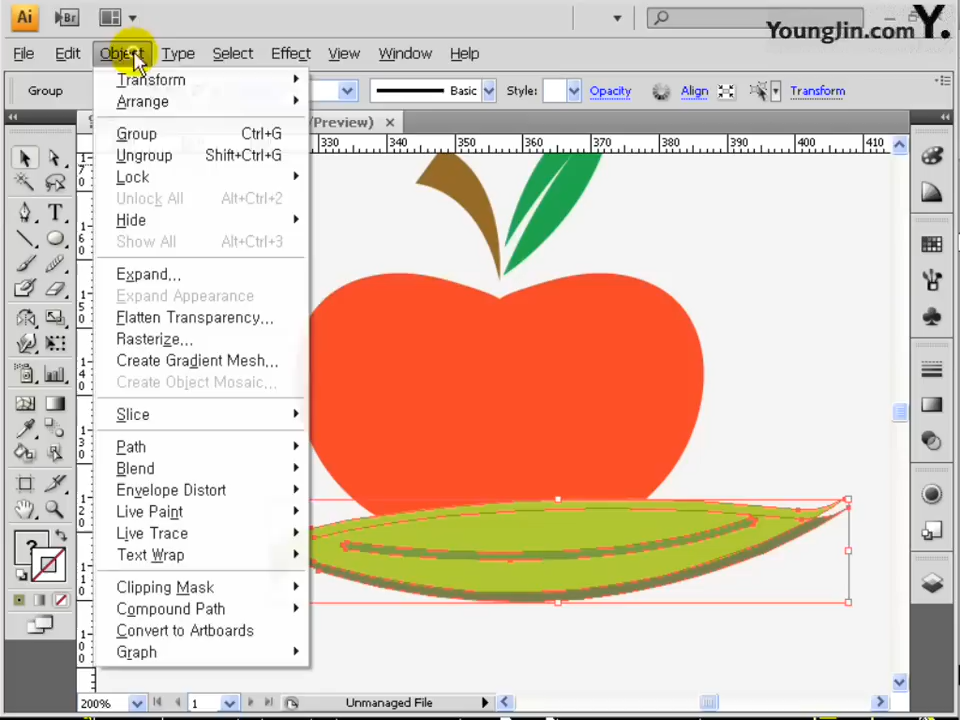 Ai Br
YoungJin.com Y.
File Edit Object Type Select Effect View Window Help
Group Basic Style: Opacity Align Transform
/Preview) ×
330 340 350 360 370 380 390 400 410
Transform
Arrange
Group Ctrl+G
Ungroup Shift+Ctrl+G
Lock
Unlock All Alt+Ctrl+2
Hide
Show All Alt+Ctrl+3
Expand...
Expand Appearance
Flatten Transparency...
Rasterize...
Create Gradient Mesh...
Create Object Mosaic...
Slice
Path
Blend
Envelope Distort
Live Paint
Live Trace
Text Wrap
Clipping Mask
Compound Path
Convert to Artboards
Graph
?
200% 1 Unmanaged File